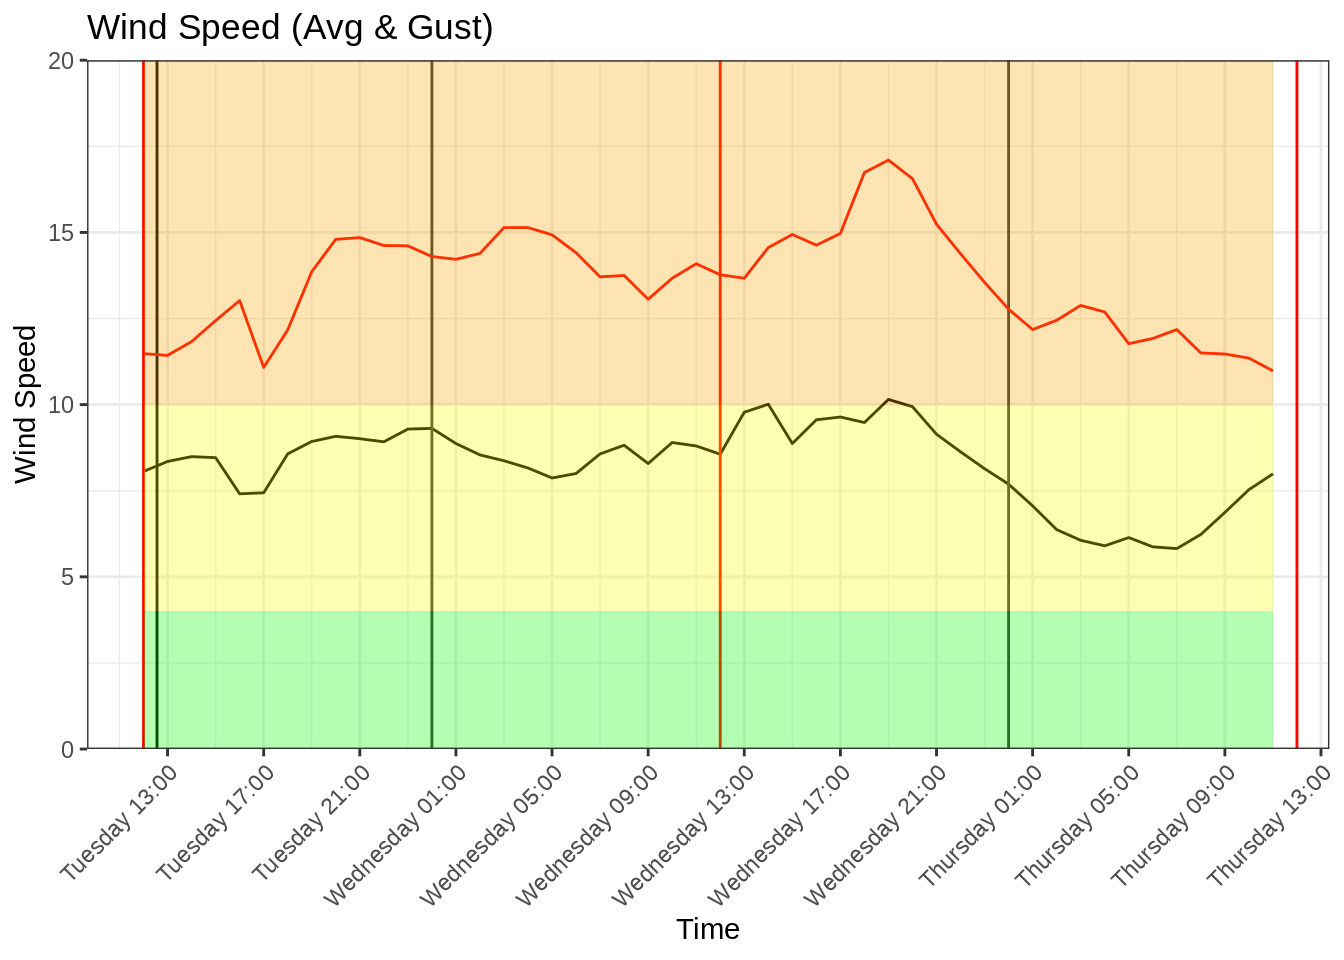 Wind Speed (Avg & Gust)
20
15
10
5
0
Wind Speed
Tuesday 13:00
Tuesday 17:00
Tuesday 21:00
Wednesday 01:00
Wednesday 05:00
Wednesday 09:00
Wednesday 13:00
Wednesday 17:00
Wednesday 21:00
Thursday 01:00
Thursday 05:00
Thursday 09:00
Thursday 13:00
Time